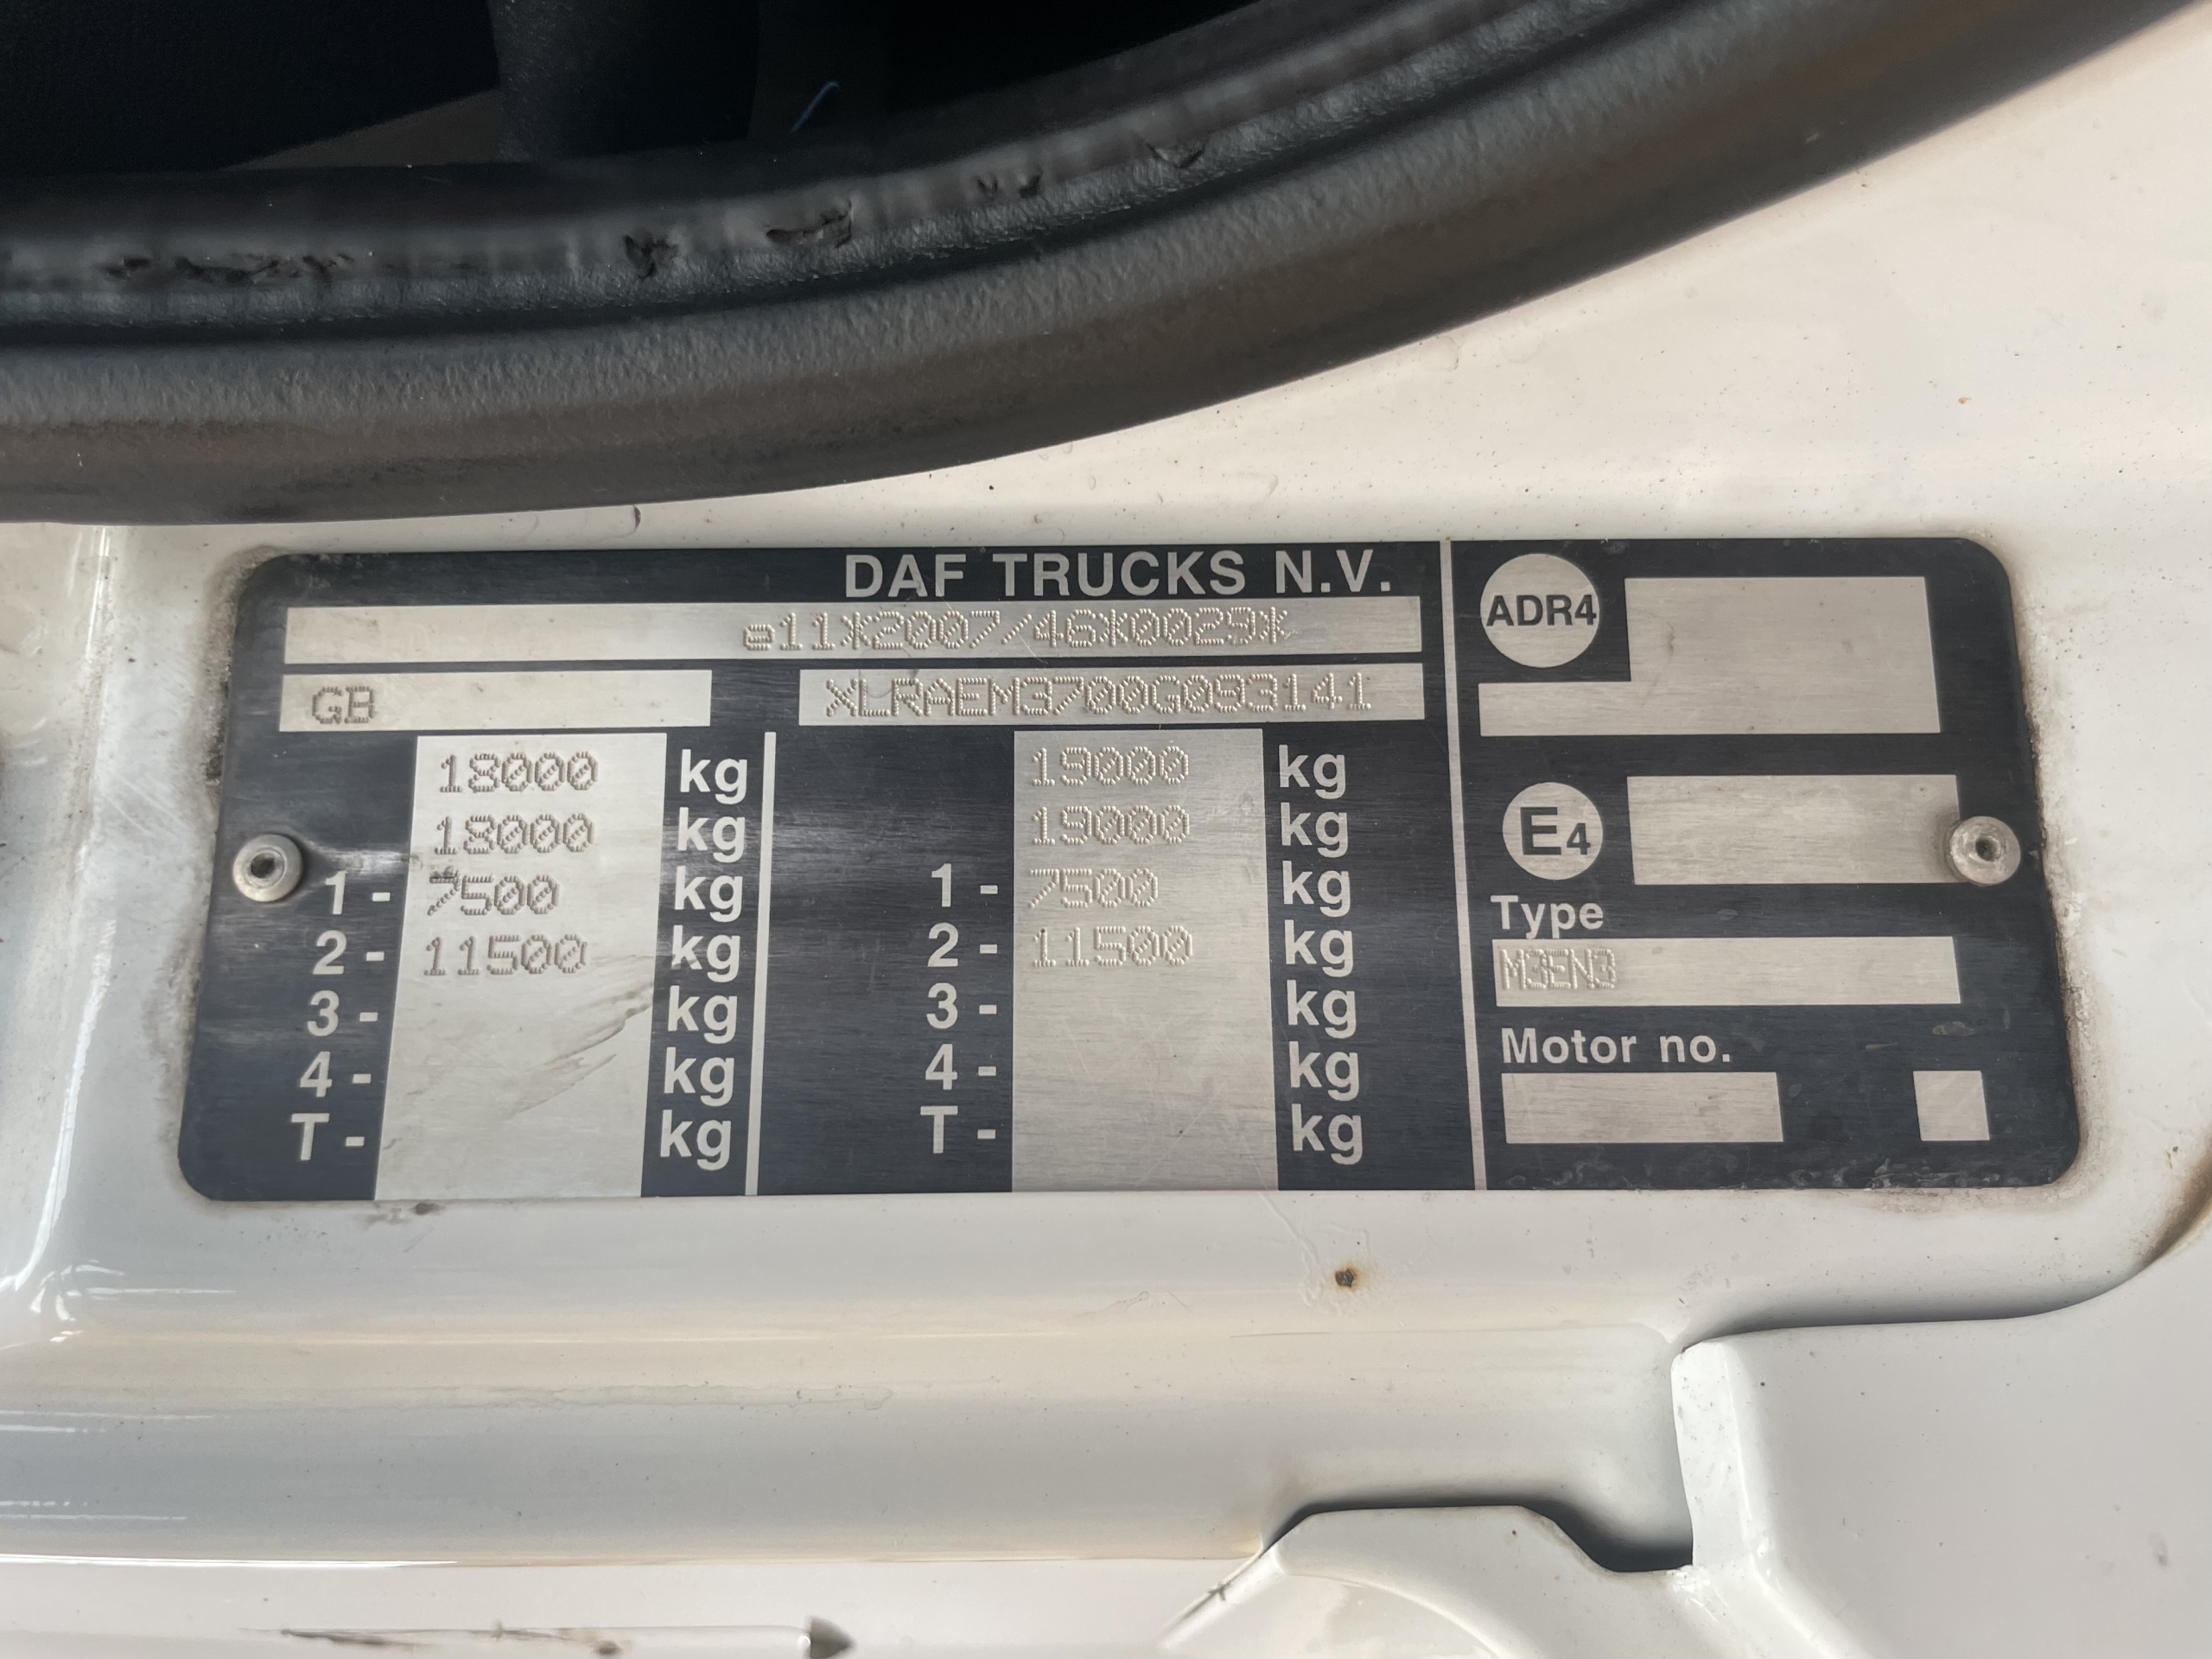 DAF TRUCKS N.V.
e11*2007/46*0029*
GB XLRAEM3700G093141
18000 kg 19000 kg
18000 kg 19000 kg
1 - 7500 kg 1 - 7500 kg
2 - 11500 kg 2 - 11500 kg
3 - kg 3 - kg
4 - kg 4 - kg
T - kg T - kg
ADR4
E4
Type
M3EN3
Motor no.